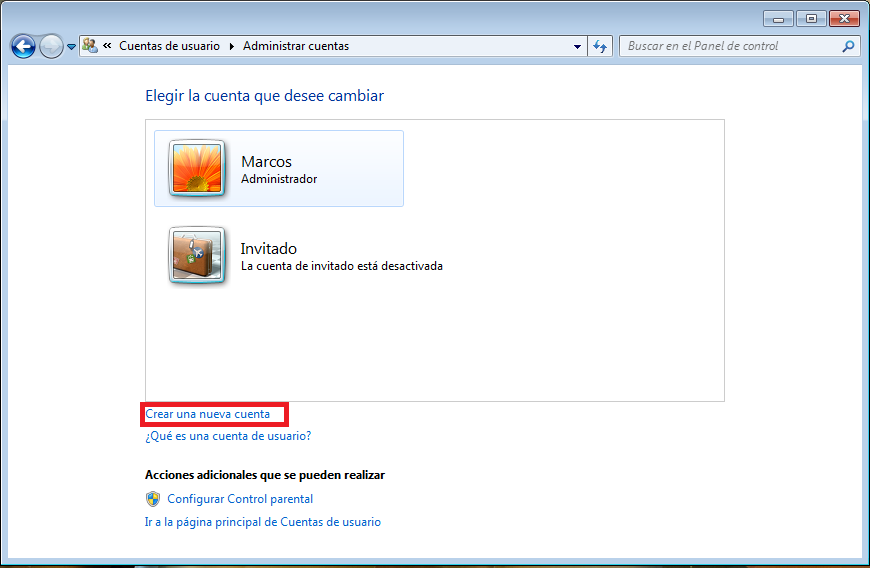 « Cuentas de usuario ▸ Administrar cuentas
Buscar en el Panel de control
Elegir la cuenta que desee cambiar
Marcos
Administrador
Invitado
La cuenta de invitado está desactivada
Crear una nueva cuenta
¿Qué es una cuenta de usuario?
Acciones adicionales que se pueden realizar
Configurar Control parental
Ir a la página principal de Cuentas de usuario